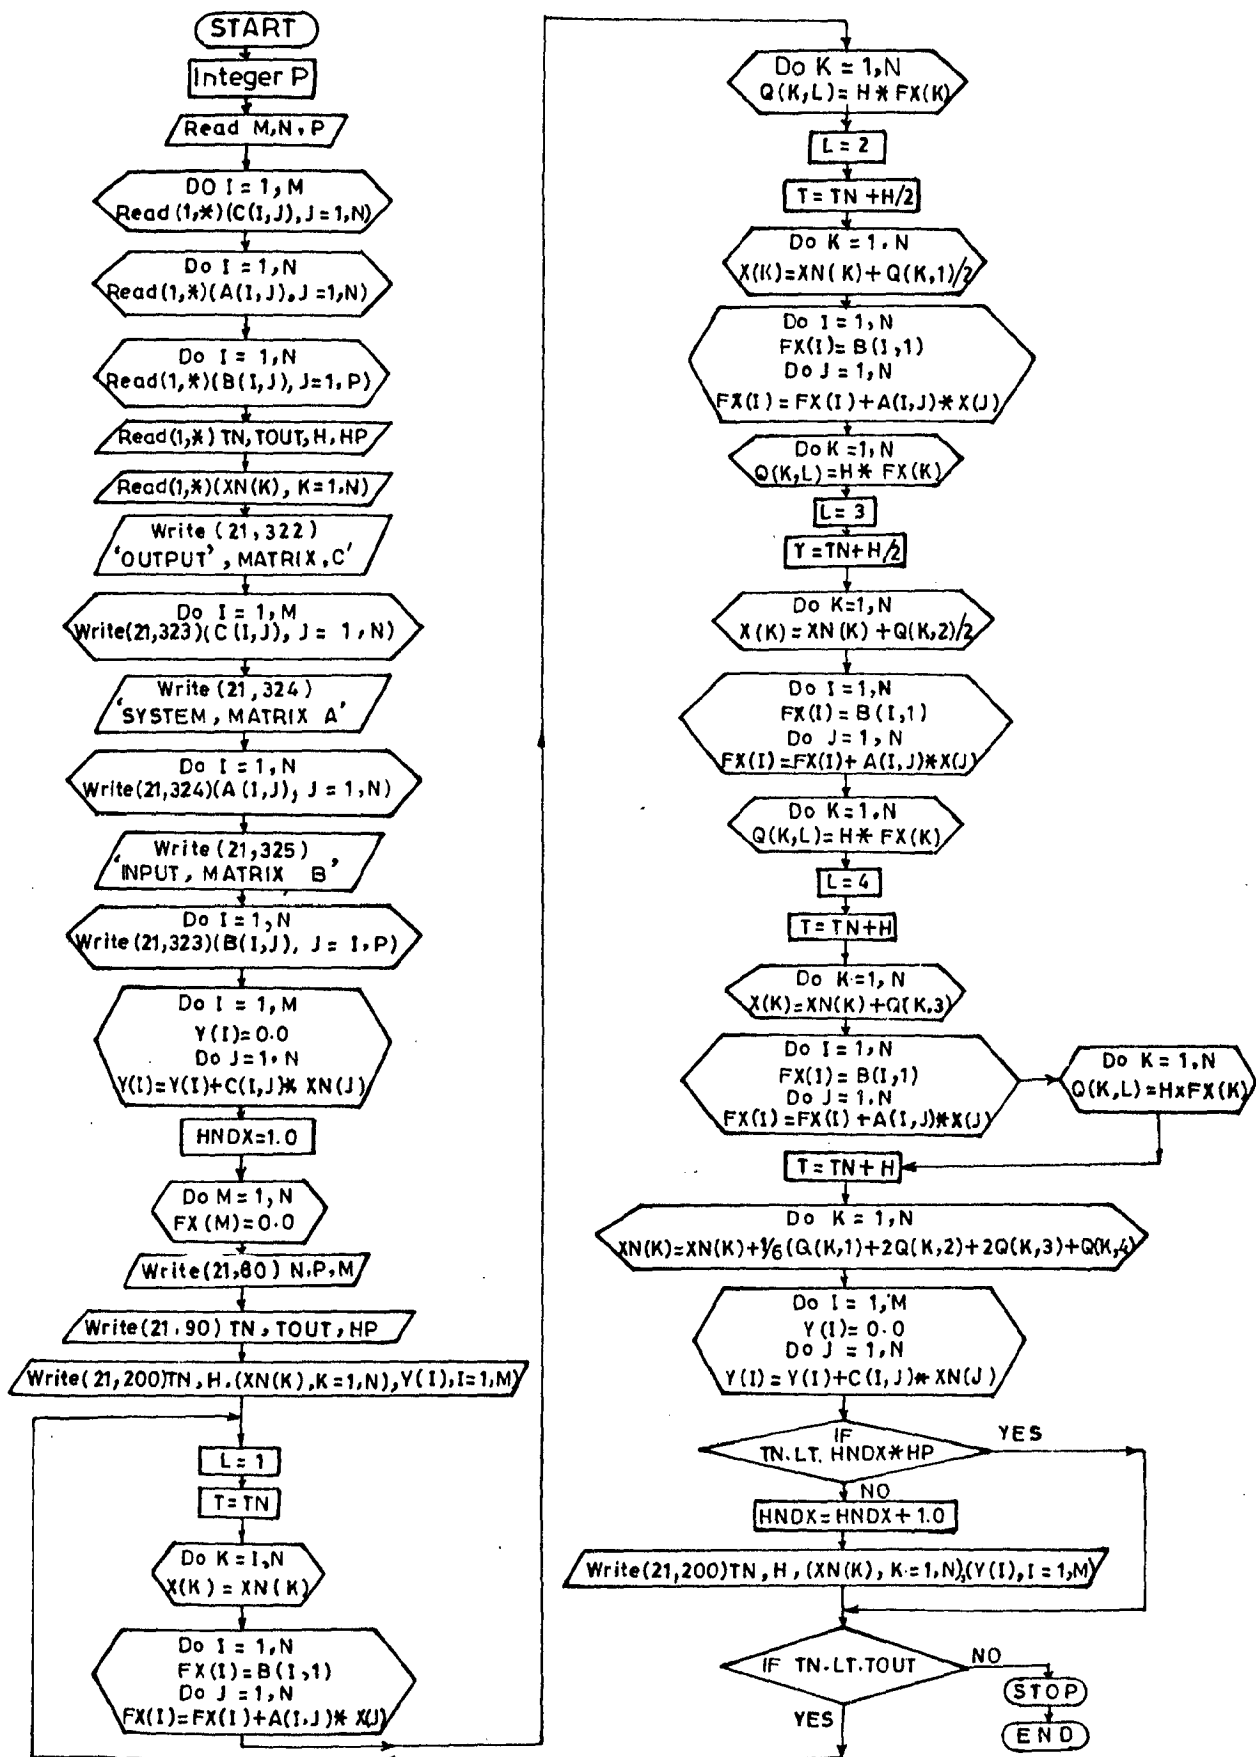 START
Integer P
Read M,N,P
DO I = 1, M
Read (1,*)(C(I,J), J=1,N)
Do I = 1,N
Read(1,*)(A(I,J), J=1,N)
Do I = 1,N
Read(1,*)(B(I,J), J=1,P)
Read(1,*) TN, TOUT, H, HP
Read(1,*)(XN(K), K=1,N)
Write (21,322)
'OUTPUT', MATRIX, C'
Do I = 1, M
Write(21,323)(C(I,J), J = 1,N)
Write (21,324)
'SYSTEM, MATRIX A'
Do I = 1,N
Write(21,324)(A(I,J), J = 1,N)
Write (21,325)
'INPUT, MATRIX B'
Do I = 1,N
Write(21,323)(B(I,J), J = I,P)
Do I = 1, M
Y(I)=0.0
Do J=1,N
Y(I)=Y(I)+C(I,J)* XN(J)
HNDX=1.0
Do M = 1, N
FX(M)=0.0
Write(21,80) N,P,M
Write(21,90) TN, TOUT, HP
Write(21,200)TN,H,(XN(K),K=1,N),Y(I),I=1,M)
L=1
T=TN
Do K = I,N
X(K) = XN(K)
Do I = 1,N
FX(I)=B(I,1)
Do J = 1,N
FX(I)=FX(I)+A(I,J)* X(J)
Do K = 1,N
Q(K,L)= H * FX(K)
L = 2
T=TN +H/2
Do K = 1,N
X(K)=XN(K)+ Q(K,1)/2
Do I = 1,N
FX(I)= B(I,1)
Do J = 1,N
FX(I)=FX(I)+A(I,J)*X(J)
Do K=1,N
Q(K,L)=H* FX(K)
L = 3
Y=TN+H/2
Do K=1,N
X(K)=XN(K)+Q(K,2)/2
Do I=1,N
FX(I)= B(I,1)
Do J=1,N
FX(I)=FX(I)+ A(I,J)*X(J)
Do K=1,N
Q(K,L)=H* FX(K)
L=4
T=TN+H
Do K=1,N
X(K)=XN(K)+Q(K,3)
Do I=1,N
FX(I)= B(I,1)
Do J=1,N
FX(I)=FX(I)+A(I,J)*X(J)
Do K=1,N
Q(K,L)=HxFX(K)
T=TN+H
Do K = 1,N
XN(K)=XN(K)+1/6(Q(K,1)+2Q(K,2)+2Q(K,3)+Q(K,4)
Do I = 1, M
Y(I)= 0.0
Do J = 1,N
Y(I)=Y(I)+C(I,J)* XN(J)
IF
TN.LT. HNDX*HP
YES
NO
HNDX=HNDX+1.0
Write(21,200)TN,H,(XN(K),K=1,N),(Y(I),I=1,M)
IF TN.LT.TOUT
NO
STOP
YES
END